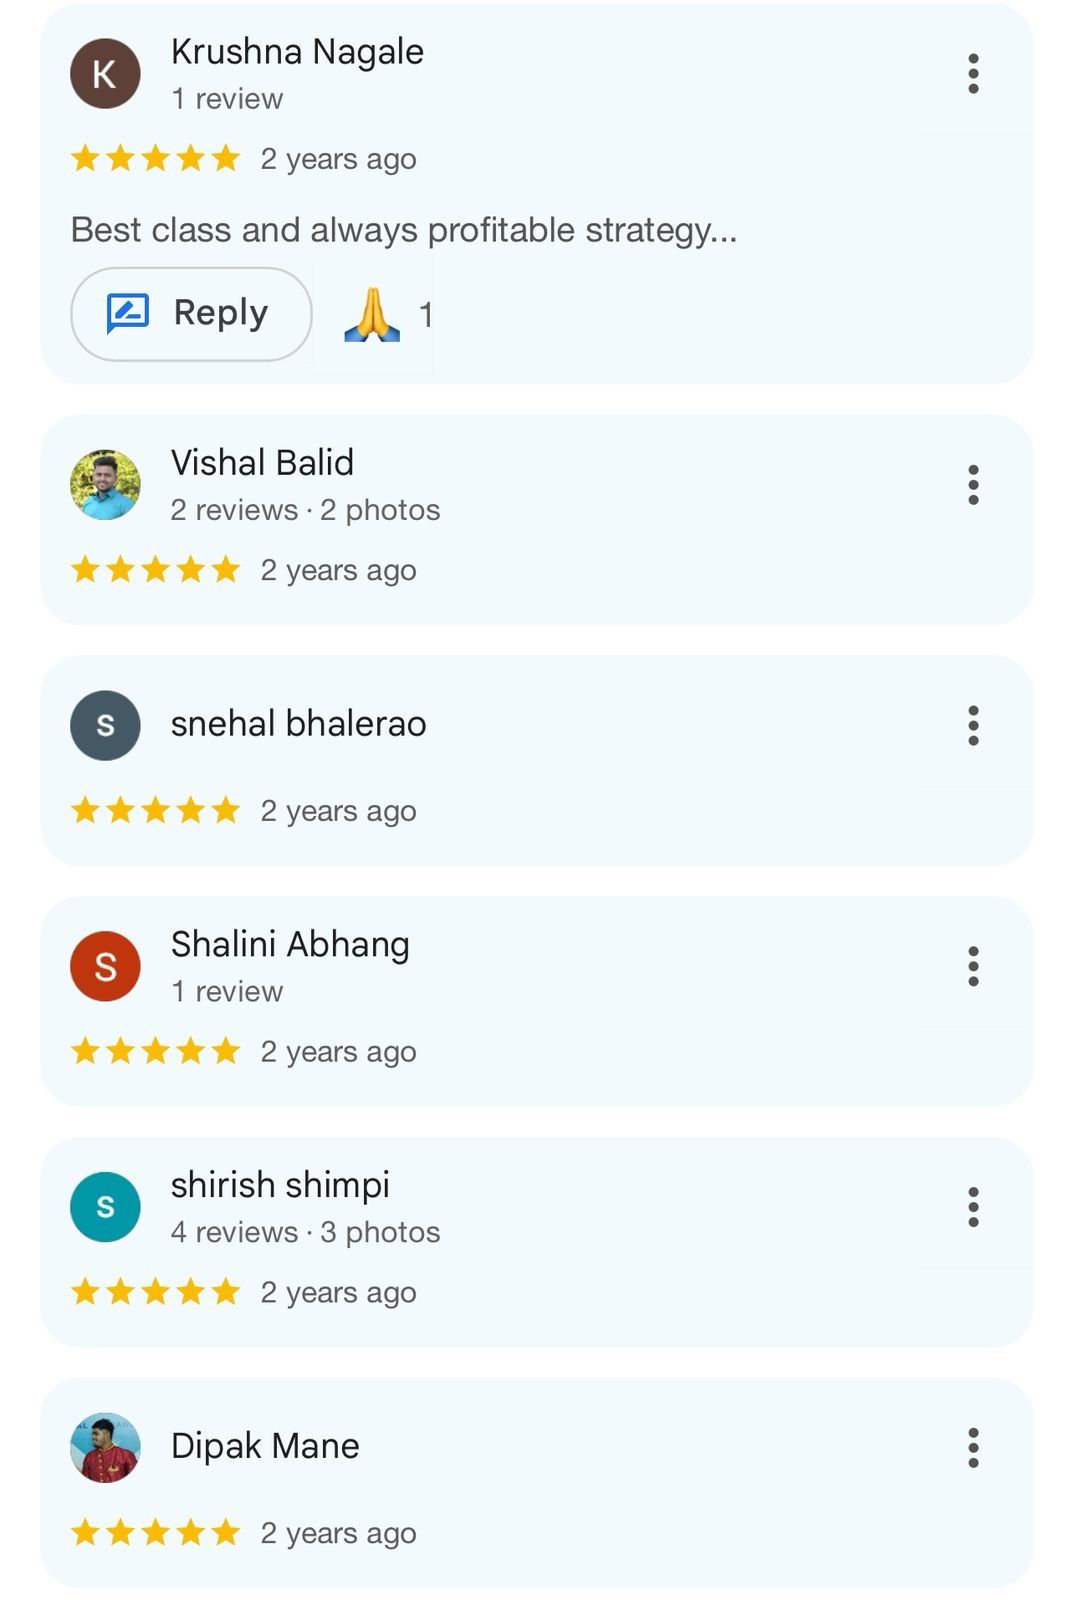 K
Krushna Nagale
1 review
2 years ago
Best class and always profitable strategy...
Reply
🙏 1
Vishal Balid
2 reviews · 2 photos
2 years ago
s
snehal bhalerao
2 years ago
S
Shalini Abhang
1 review
2 years ago
s
shirish shimpi
4 reviews · 3 photos
2 years ago
Dipak Mane
2 years ago